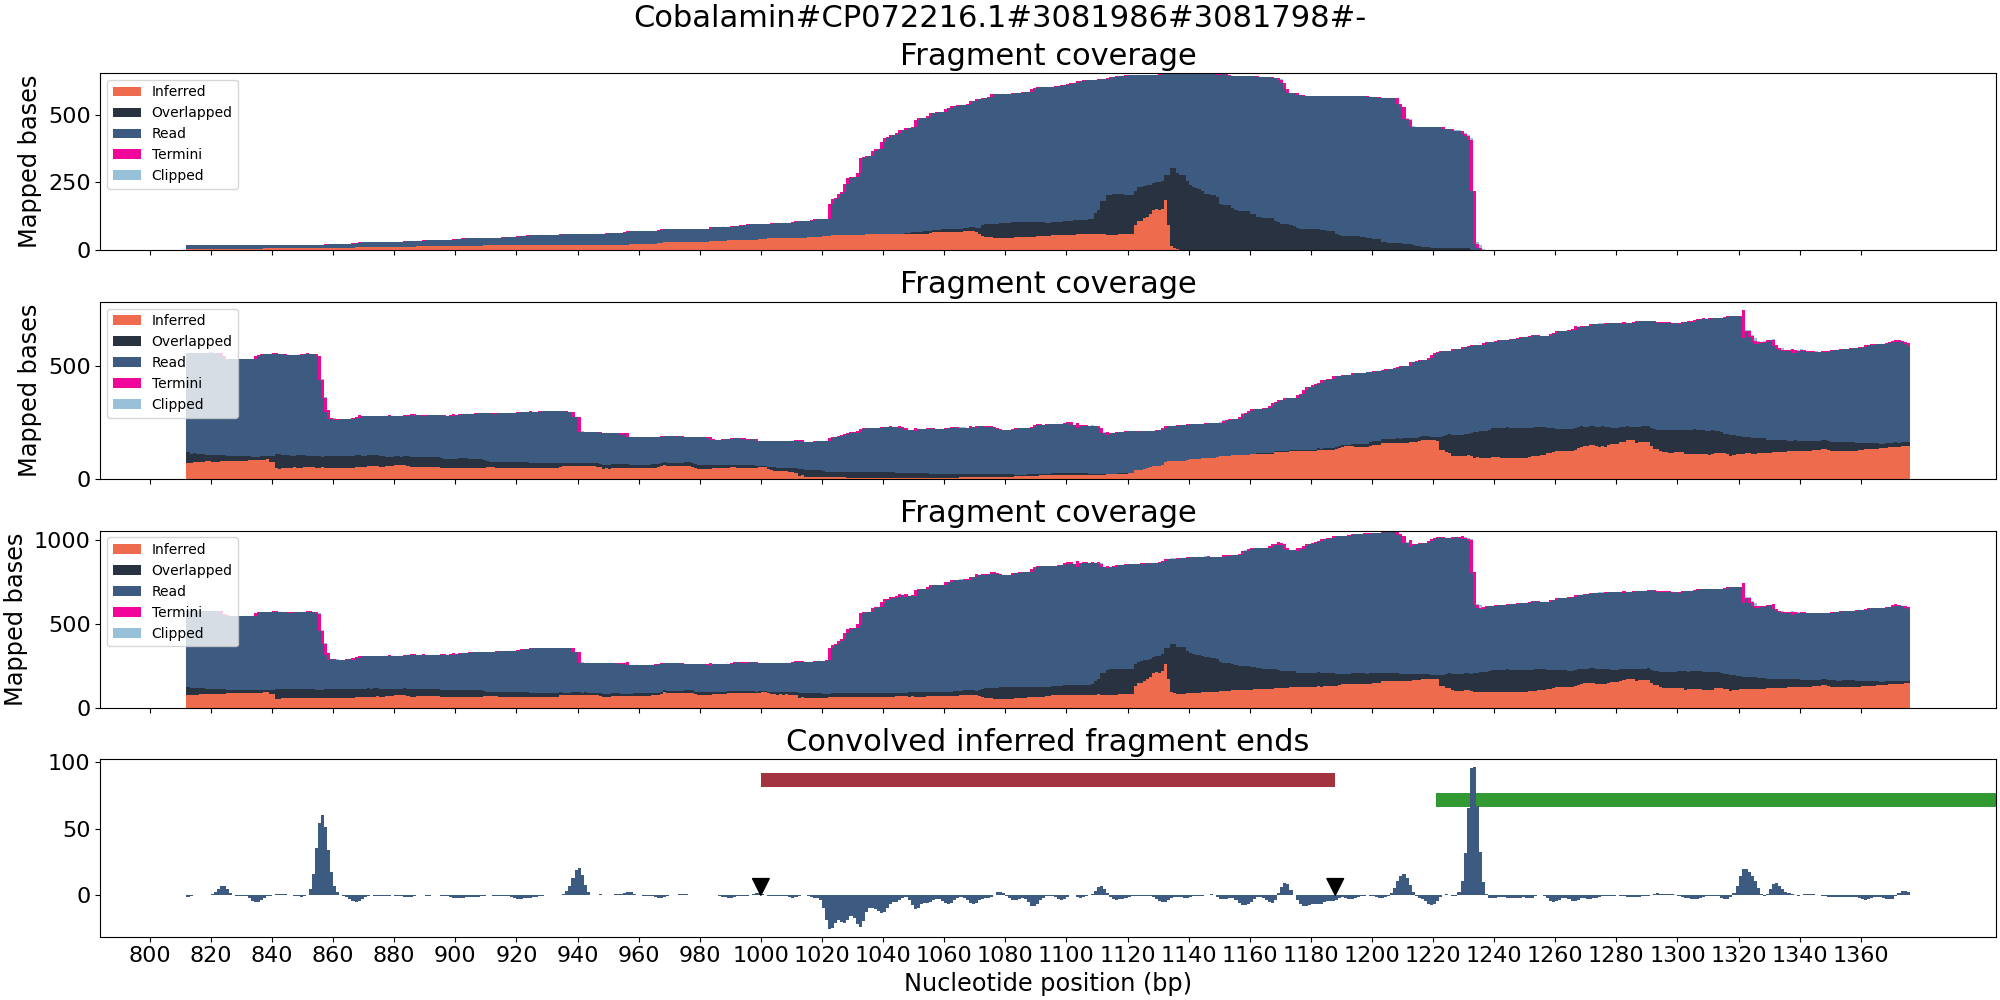 Cobalamin#CP072216.1#3081986#3081798#-
Fragment coverage
Mapped bases
500
250
0
Inferred
Overlapped
Read
Termini
Clipped
Fragment coverage
Mapped bases
500
0
Inferred
Overlapped
Read
Termini
Clipped
Fragment coverage
Mapped bases
1000
500
0
Inferred
Overlapped
Read
Termini
Clipped
Convolved inferred fragment ends
100
50
0
800 820 840 860 880 900 920 940 960 980 1000 1020 1040 1060 1080 1100 1120 1140 1160 1180 1200 1220 1240 1260 1280 1300 1320 1340 1360
Nucleotide position (bp)